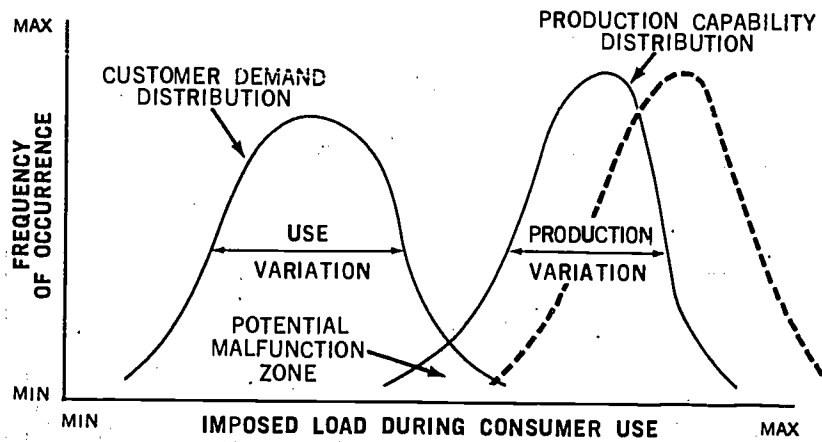 MAX
PRODUCTION CAPABILITY
DISTRIBUTION
CUSTOMER DEMAND
DISTRIBUTION
FREQUENCY
OF OCCURRENCE
USE
VARIATION
PRODUCTION
VARIATION
POTENTIAL
MALFUNCTION
ZONE
MIN
MIN
IMPOSED LOAD DURING CONSUMER USE
MAX